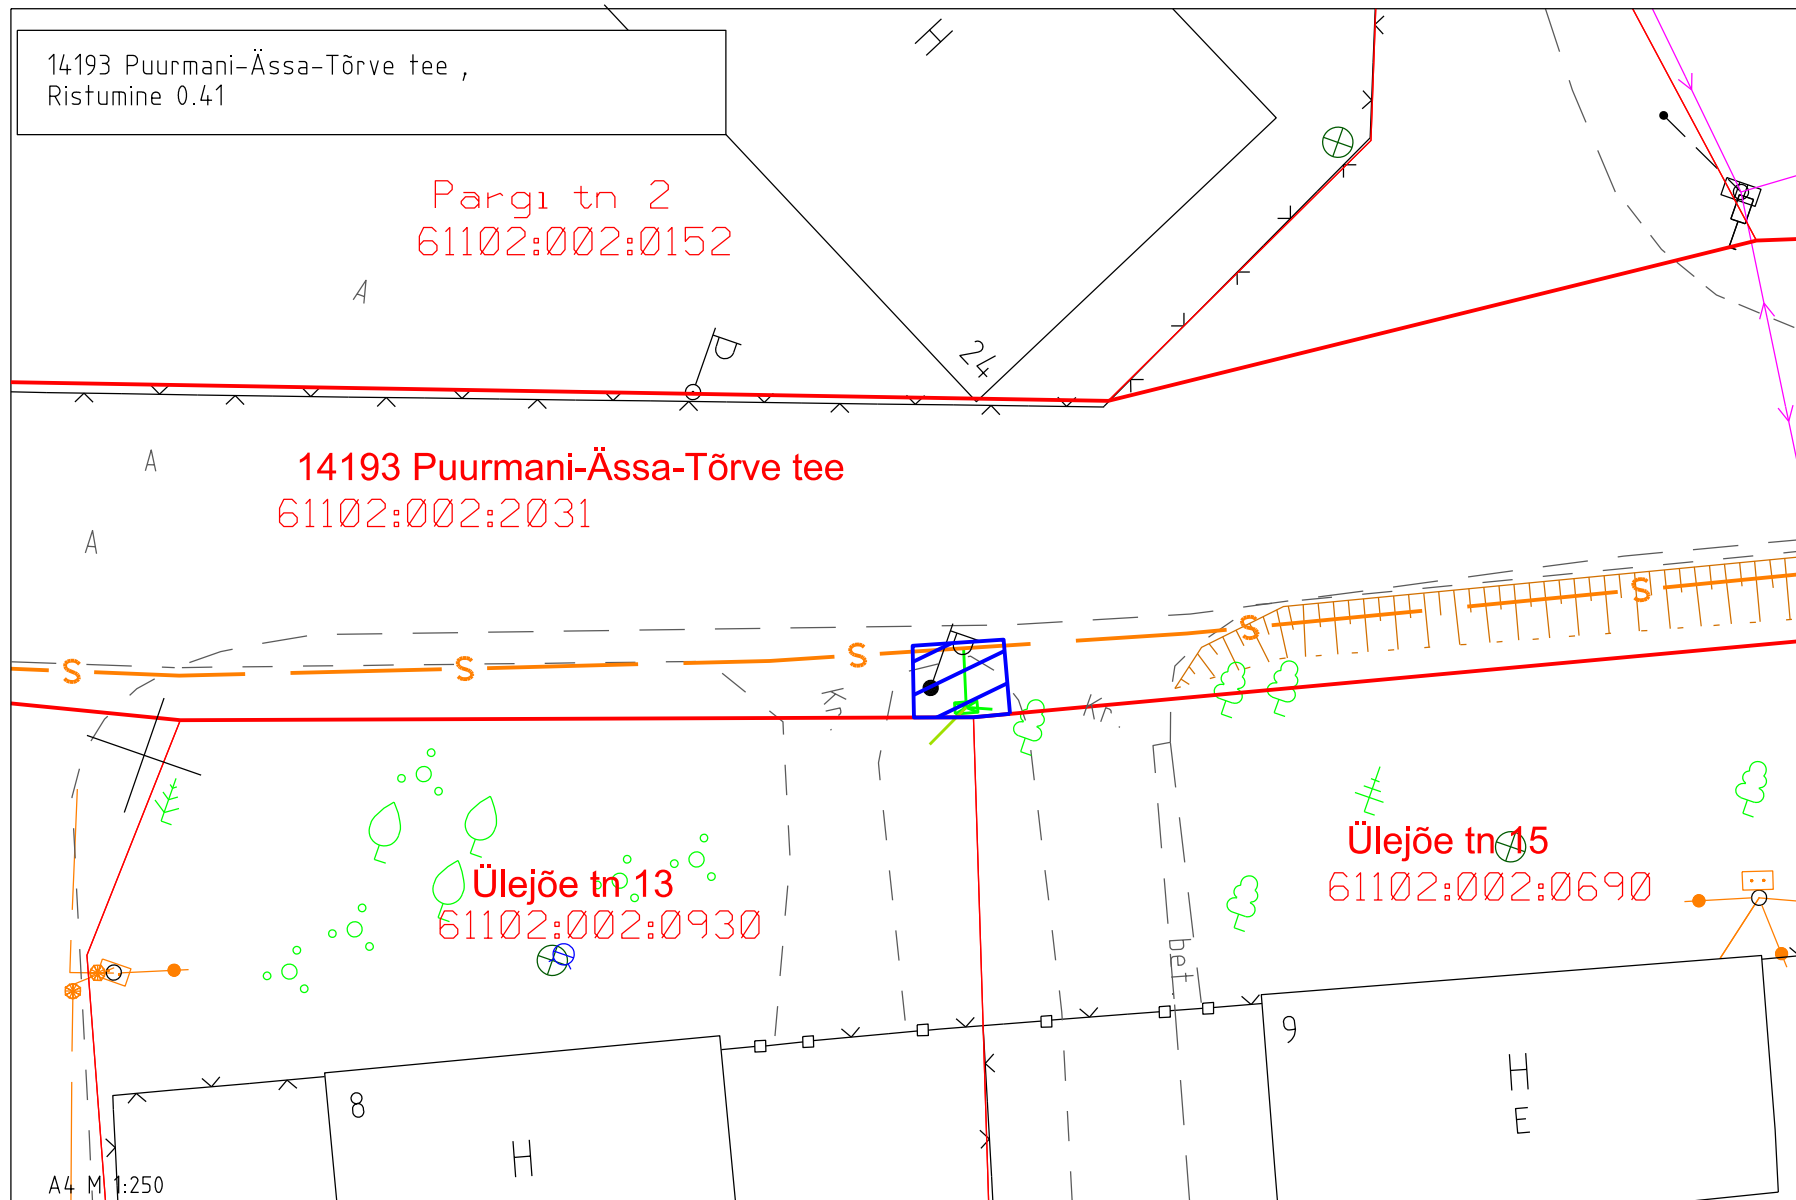 14193 Puurmani-Ässa-Tõrve tee ,
Ristumine 0.41
H
Pargi tn 2
61102:002:0152
A
24
14193 Puurmani-Ässa-Tõrve tee
61102:002:2031
A
A
S
S
S
S
S
Kr.
Kr.
Ülejõe tn 13
61102:002:0930
Ülejõe tn 15
61102:002:0690
bet.
8
H
9
H
E
A4 M 1:250